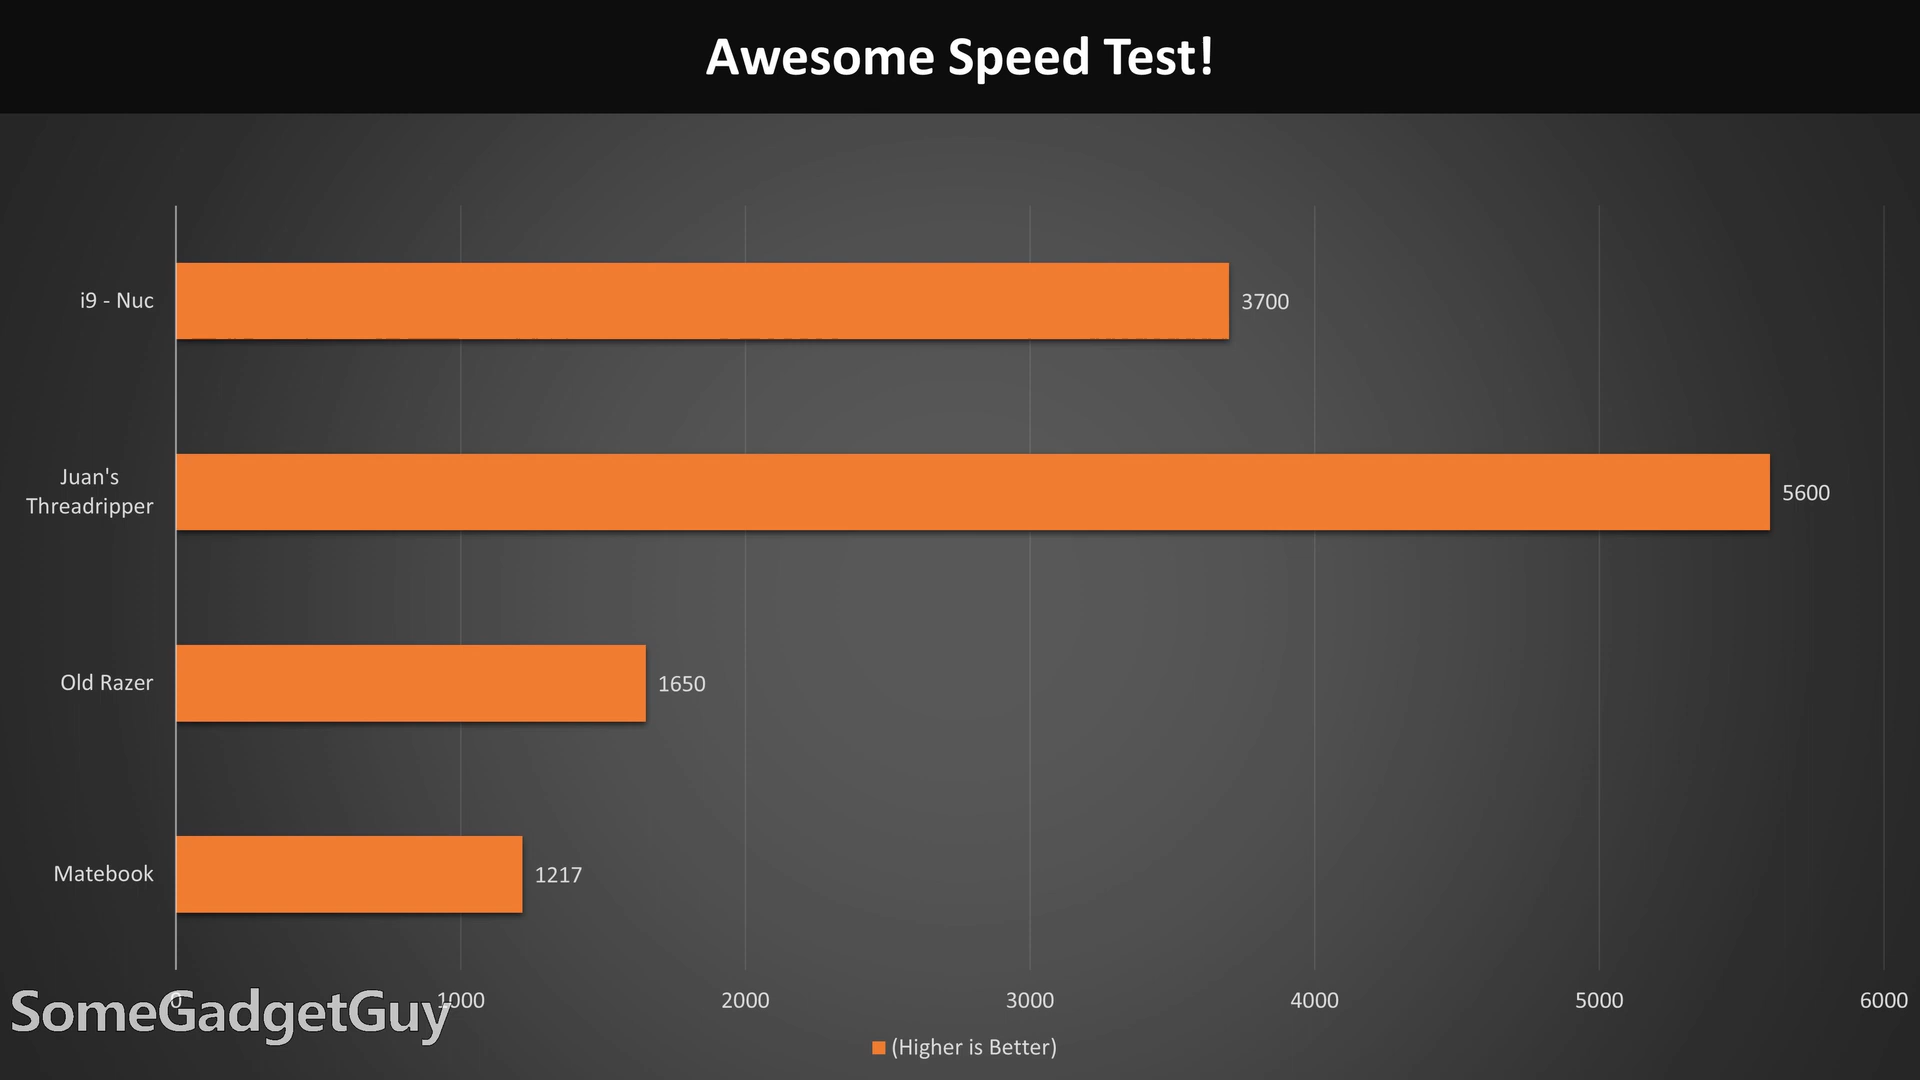 Awesome Speed Test!
i9 - Nuc
3700
Juan's
Threadripper
5600
Old Razer
1650
Matebook
1217
0
1000
2000
3000
4000
5000
6000
SomeGadgetGuy
(Higher is Better)